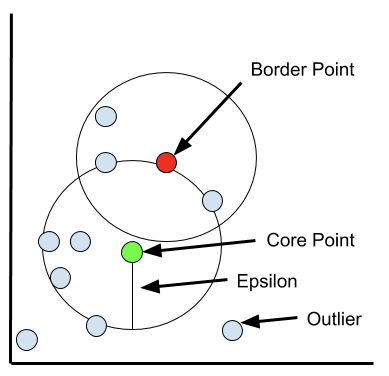 Border Point
Core Point
Epsilon
Outlier